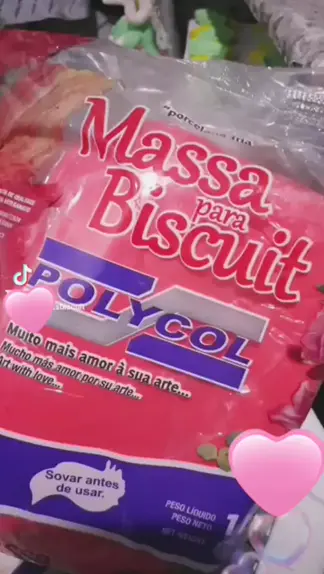 Massa
para
Biscuit
POLYCOL
Muito mais amor à sua arte...
Mucho más amor por su arte...
Art with love...
Sovar antes
de usar.
PESO LÍQUIDO
PESO NETO